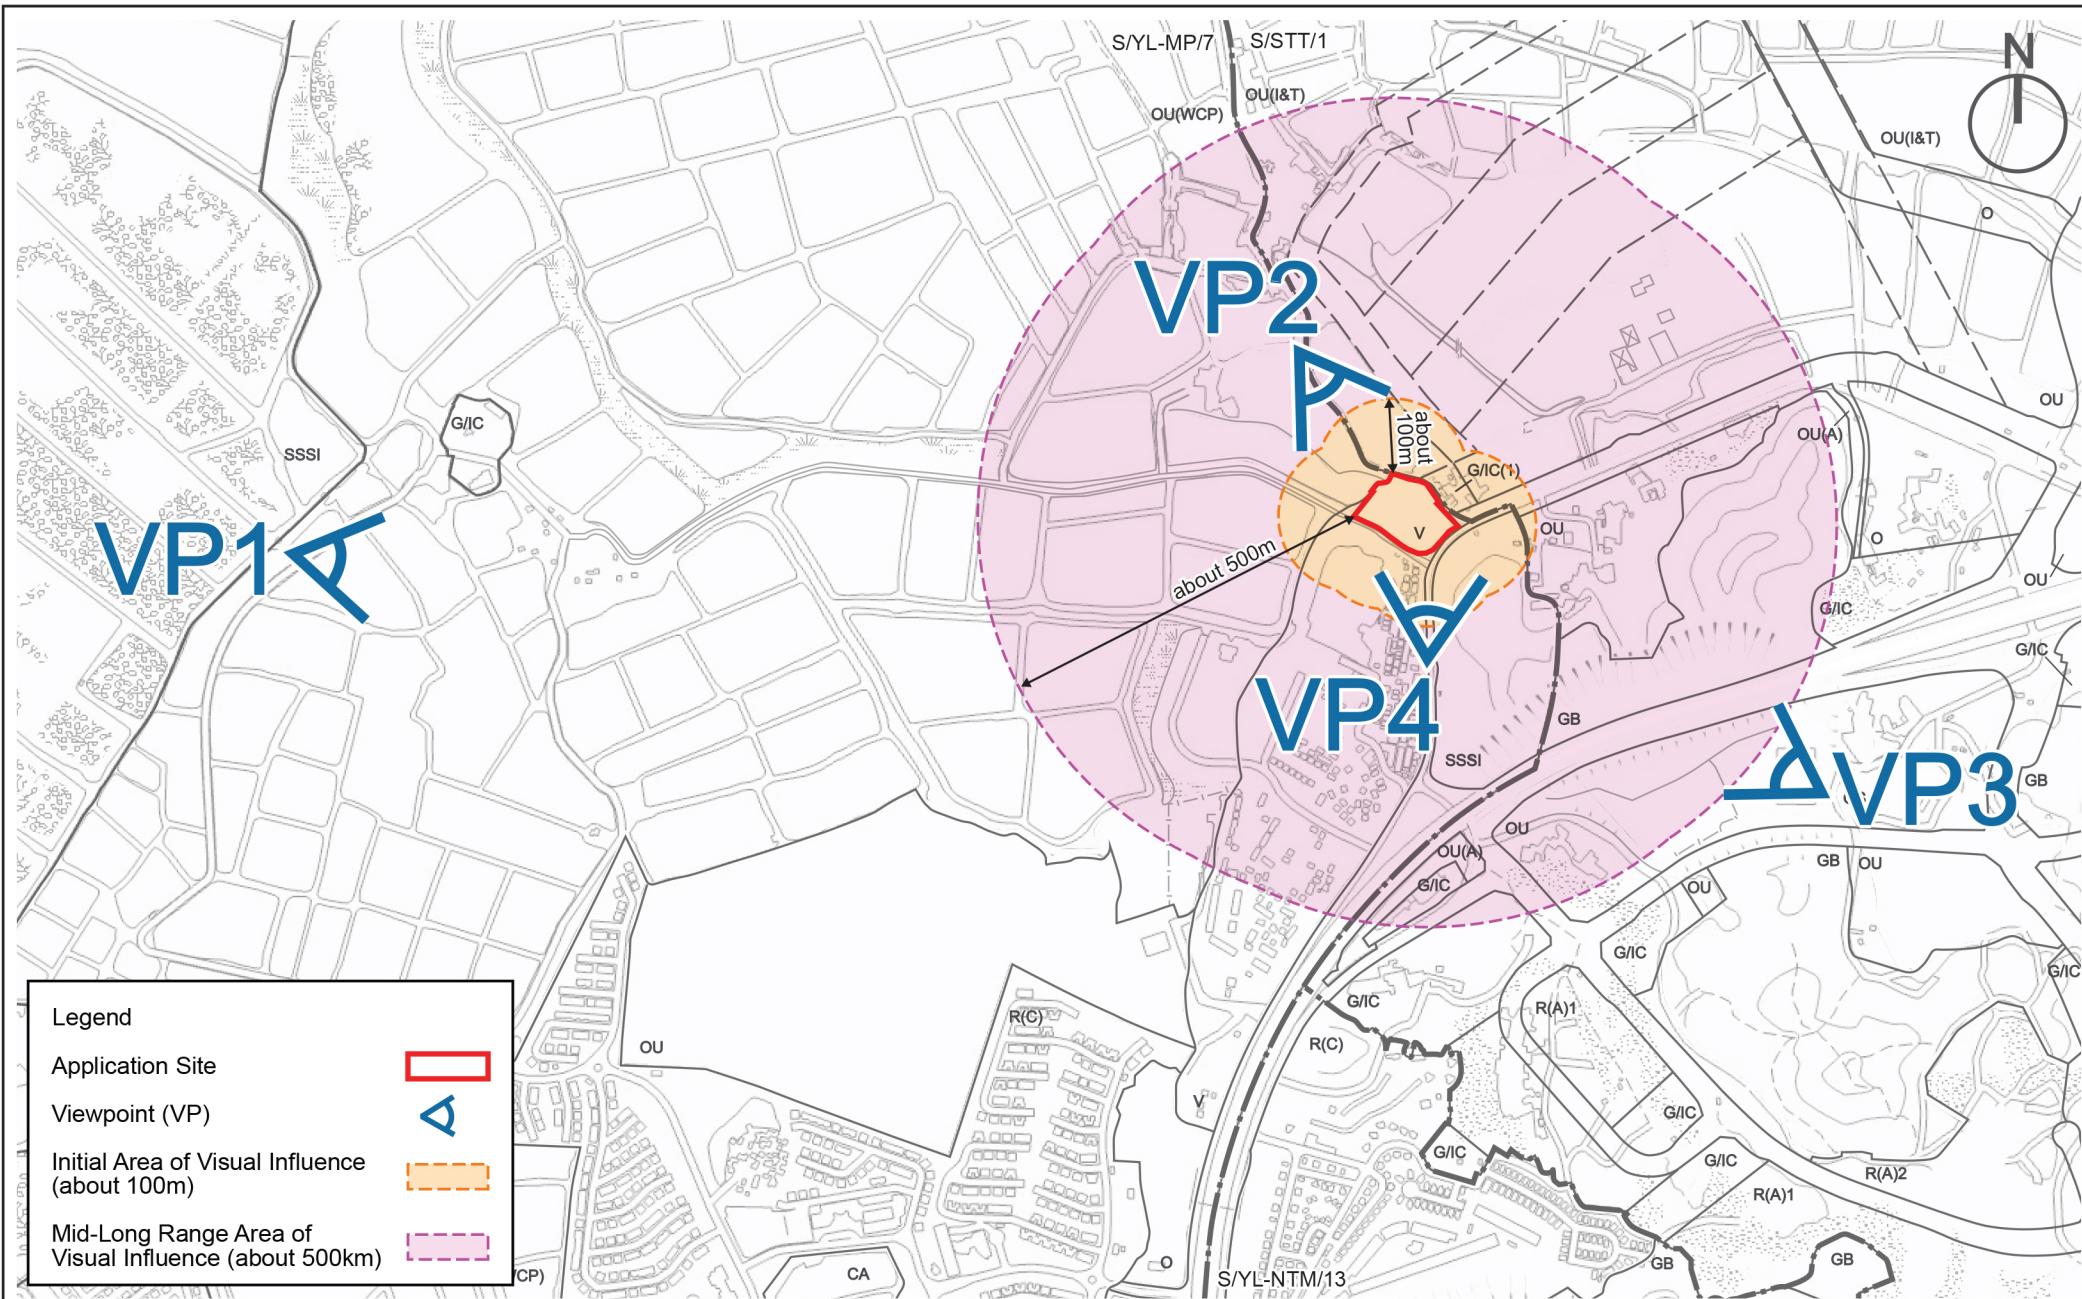 S/YL-MP/7
S/STT/1
N
OU(I&T)
OU(WCP)
OU(I&T)
O
VP2
OU
G/IC
SSSI
OU(A)
about
100m
G/IC(1)
VP1
V
OU
O
about 500m
OU
G/IC
G/IC
VP4
GB
SSSI
VP3
GB
OU
OU(A)
G/IC
GB
OU
OU
G/IC
G/IC
G/IC
R(A)1
R(C)
R(C)
OU
V
G/IC
G/IC
G/IC
R(A)1
R(A)2
O
CA
GB
GB
S/YL-NTM/13
Legend
Application Site
Viewpoint (VP)
Initial Area of Visual Influence
(about 100m)
Mid-Long Range Area of
Visual Influence (about 500km)